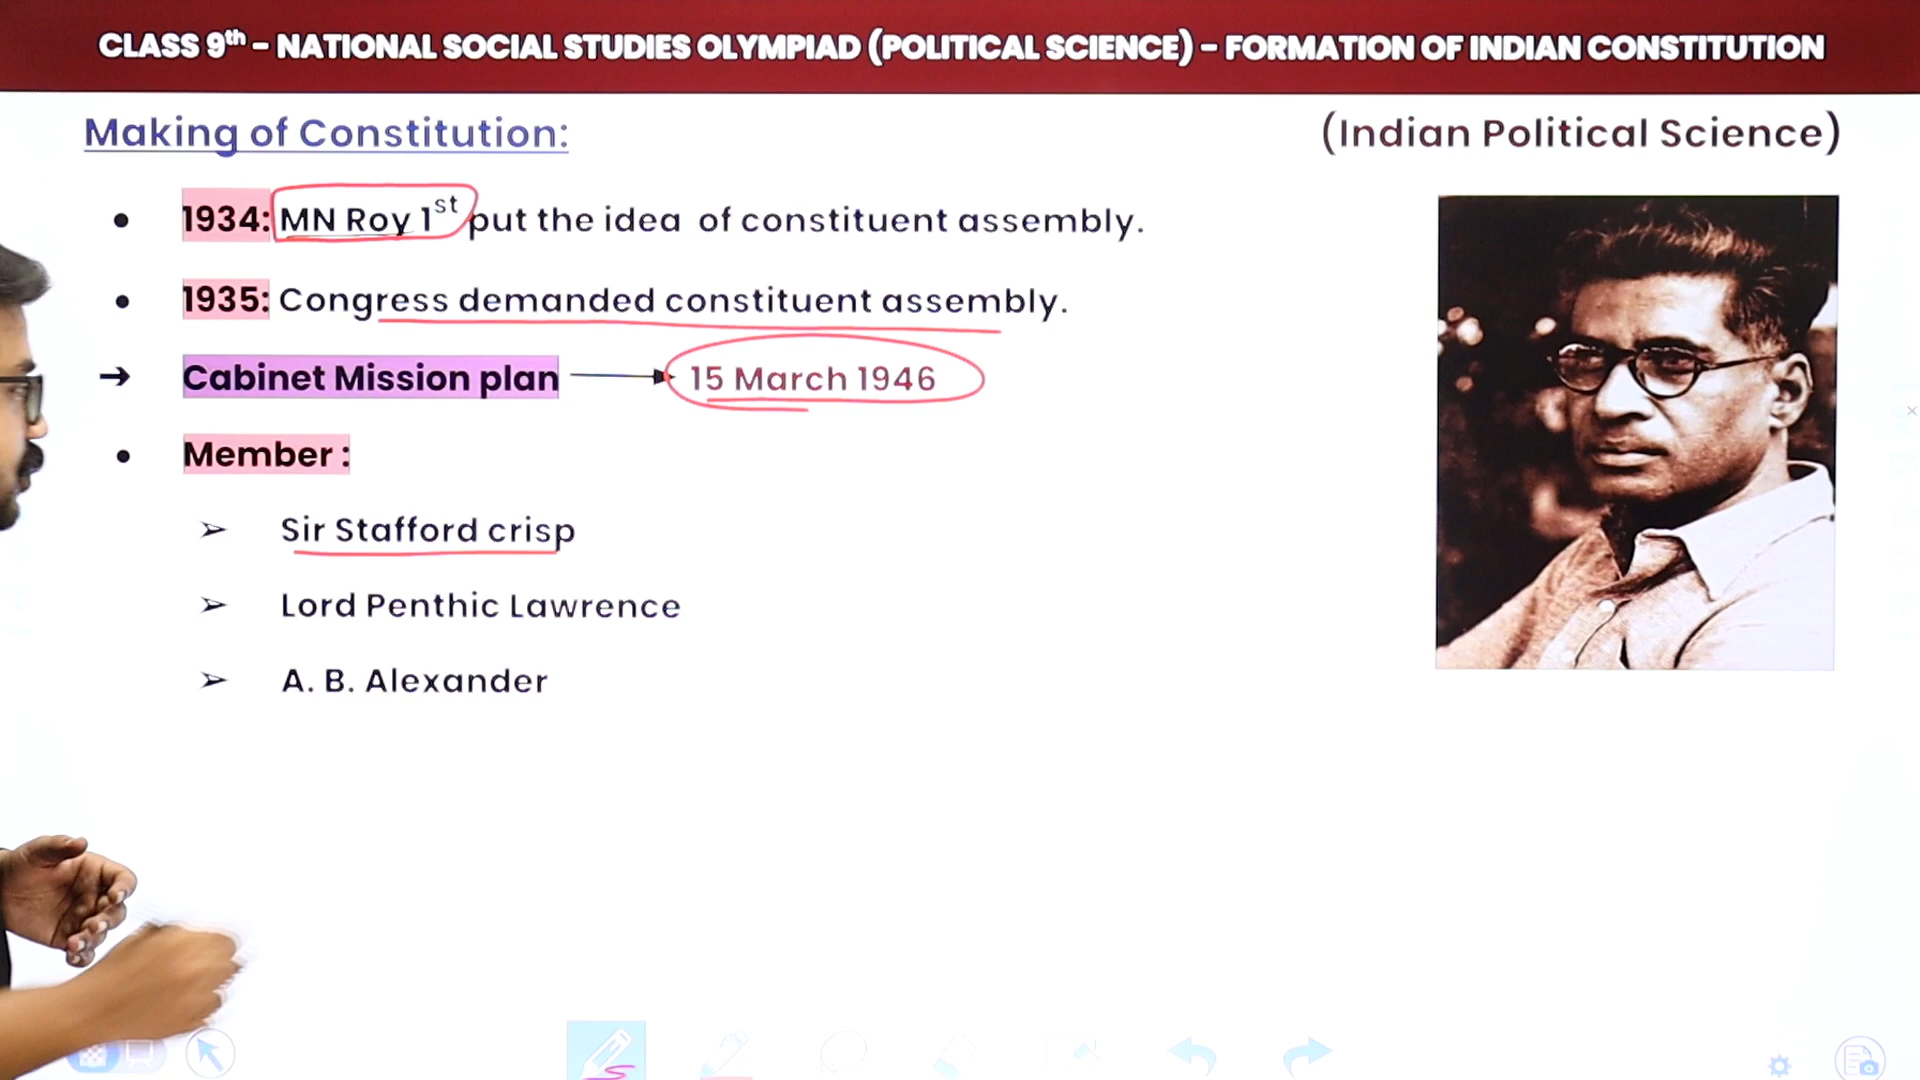 CLASS 9th – NATIONAL SOCIAL STUDIES OLYMPIAD (POLITICAL SCIENCE) – FORMATION OF INDIAN CONSTITUTION
Making of Constitution:
(Indian Political Science)
1934: MN Roy 1st put the idea of constituent assembly.
1935: Congress demanded constituent assembly.
Cabinet Mission plan → 15 March 1946
Member :
Sir Stafford crisp
Lord Penthic Lawrence
A. B. Alexander